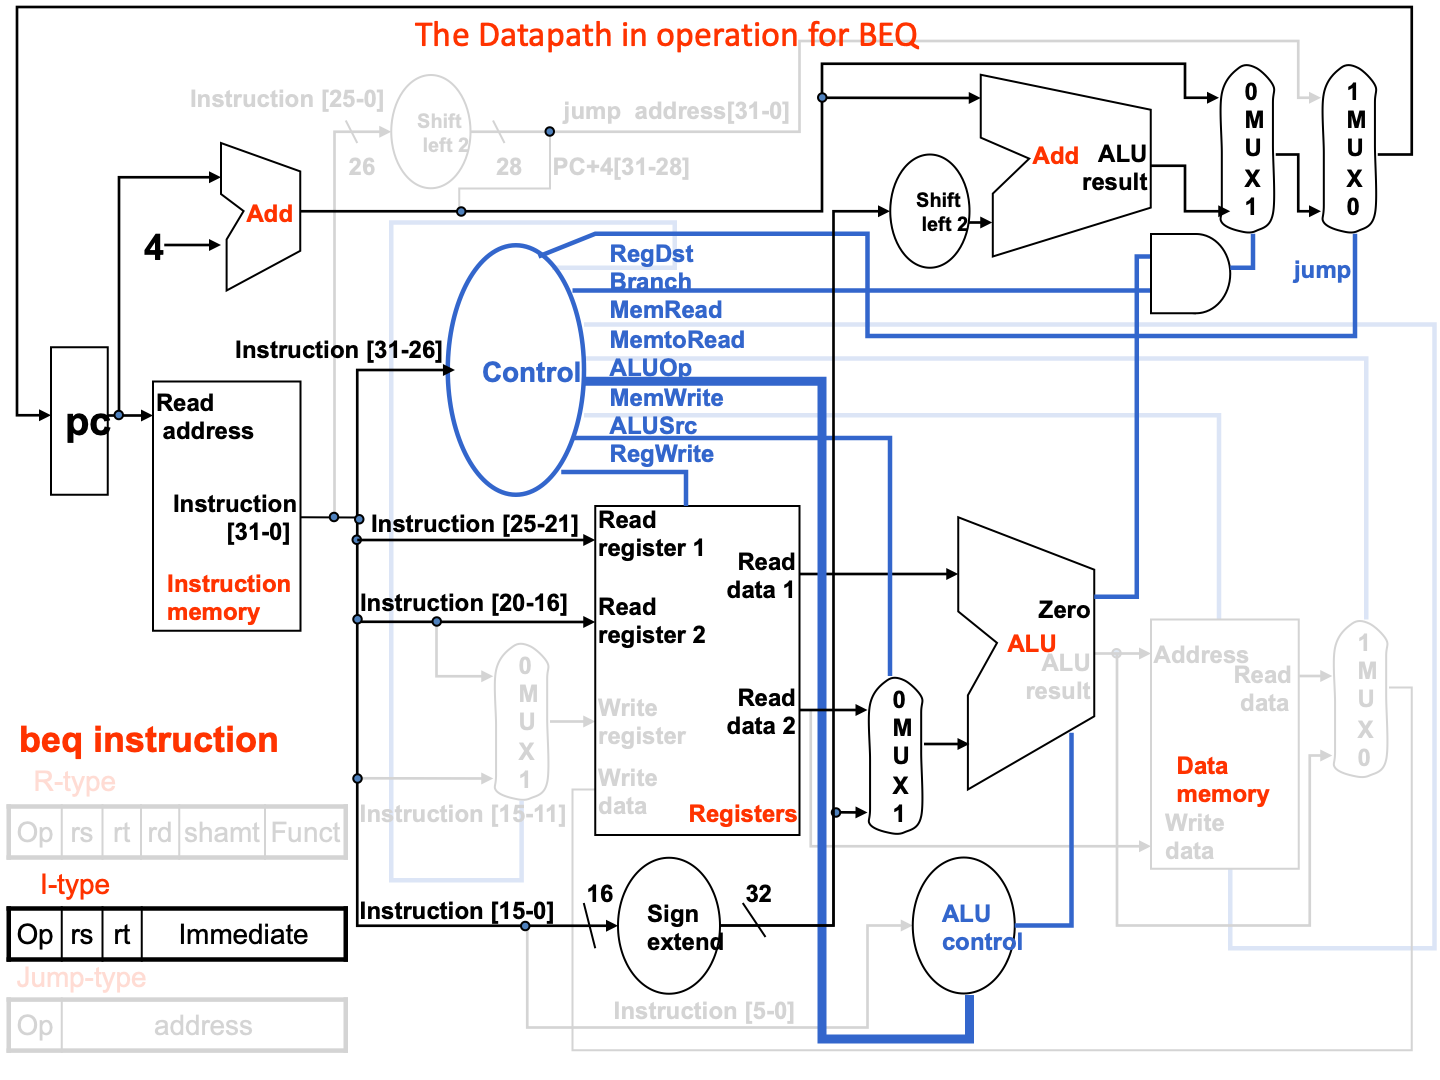 The Datapath in operation for BEQ
Instruction [25-0]
Shift
left 2
jump address[31-0]
26
28
PC+4[31-28]
Add
4
Shift
left 2
Add
ALU
result
0
M
U
X
1
1
M
U
X
0
jump
RegDst
Branch
MemRead
MemtoRead
ALUOp
MemWrite
ALUSrc
RegWrite
Control
Instruction [31-26]
pc
Read
address
Instruction
[31-0]
Instruction
memory
Instruction [25-21]
Instruction [20-16]
Read
register 1
Read
register 2
Write
register
Write
data
Read
data 1
Read
data 2
Registers
0
M
U
X
1
Instruction [15-11]
0
M
U
X
1
Zero
ALU
ALU
result
Address
Read
data
Data
memory
Write
data
1
M
U
X
0
Instruction [15-0]
16
Sign
extend
32
ALU
control
Instruction [5-0]
beq instruction
R-type
Op rs rt rd shamt Funct
I-type
Op rs rt Immediate
Jump-type
Op address